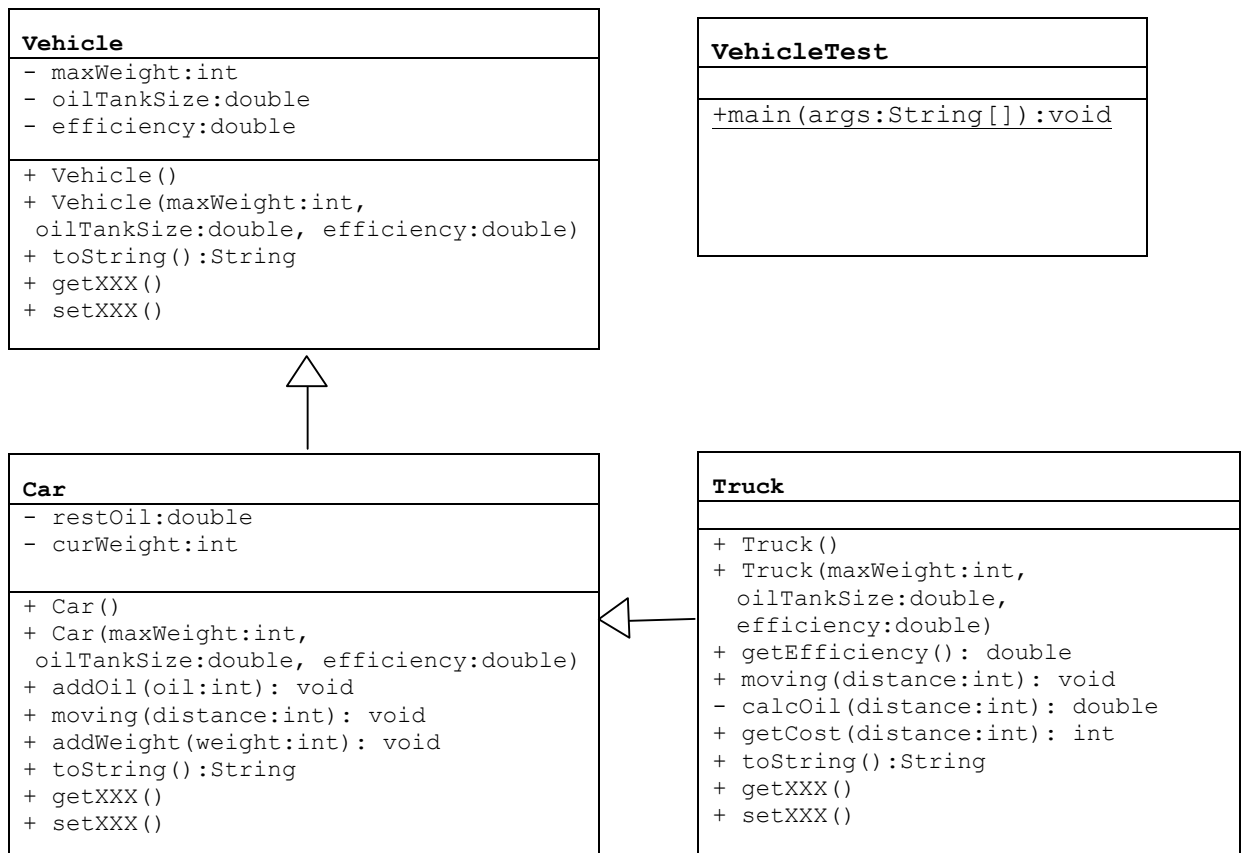 Vehicle
- maxWeight:int
- oilTankSize:double
- efficiency:double
+ Vehicle()
+ Vehicle(maxWeight:int,
oilTankSize:double, efficiency:double)
+ toString():String
+ getXXX()
+ setXXX()
VehicleTest
+main(args:String[]):void
Car
- restOil:double
- curWeight:int
+ Car()
+ Car(maxWeight:int,
oilTankSize:double, efficiency:double)
+ addOil(oil:int): void
+ moving(distance:int): void
+ addWeight(weight:int): void
+ toString():String
+ getXXX()
+ setXXX()
Truck
+ Truck()
+ Truck(maxWeight:int,
oilTankSize:double,
efficiency:double)
+ getEfficiency(): double
+ moving(distance:int): void
- calcOil(distance:int): double
+ getCost(distance:int): int
+ toString():String
+ getXXX()
+ setXXX()